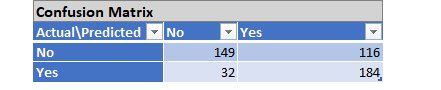 Confusion Matrix
Actual\Predicted No Yes
No 149 116
Yes 32 184